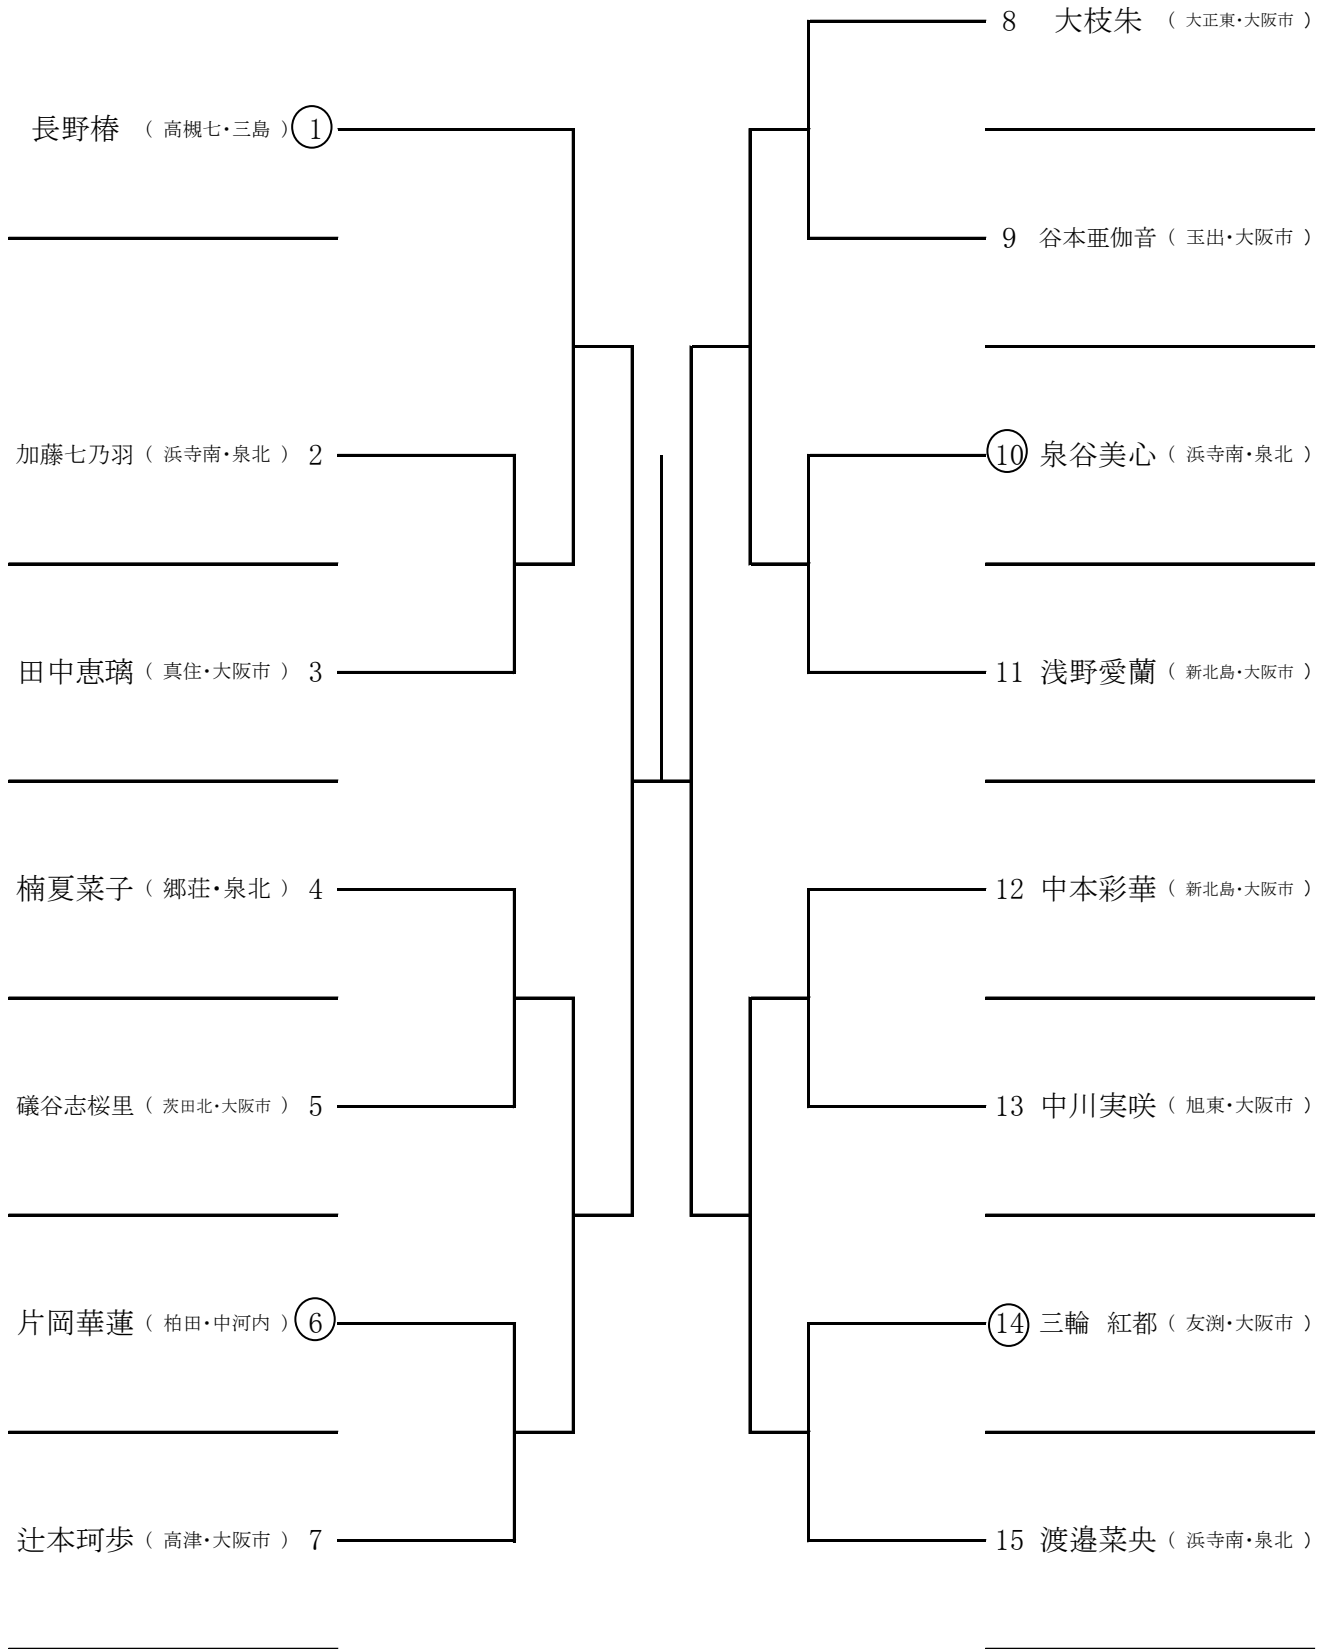 長野椿 ( 高槻七・三島 ) 1
加藤七乃羽 ( 浜寺南・泉北 ) 2
田中恵璃 ( 真住・大阪市 ) 3
楠夏菜子 ( 郷荘・泉北 ) 4
礒谷志桜里 ( 茨田北・大阪市 ) 5
片岡華蓮 ( 柏田・中河内 ) 6
辻本珂歩 ( 高津・大阪市 ) 7
8 大枝朱 ( 大正東・大阪市 )
9 谷本亜伽音 ( 玉出・大阪市 )
10 泉谷美心 ( 浜寺南・泉北 )
11 浅野愛蘭 ( 新北島・大阪市 )
12 中本彩華 ( 新北島・大阪市 )
13 中川実咲 ( 旭東・大阪市 )
14 三輪 紅都 ( 友渕・大阪市 )
15 渡邉菜央 ( 浜寺南・泉北 )